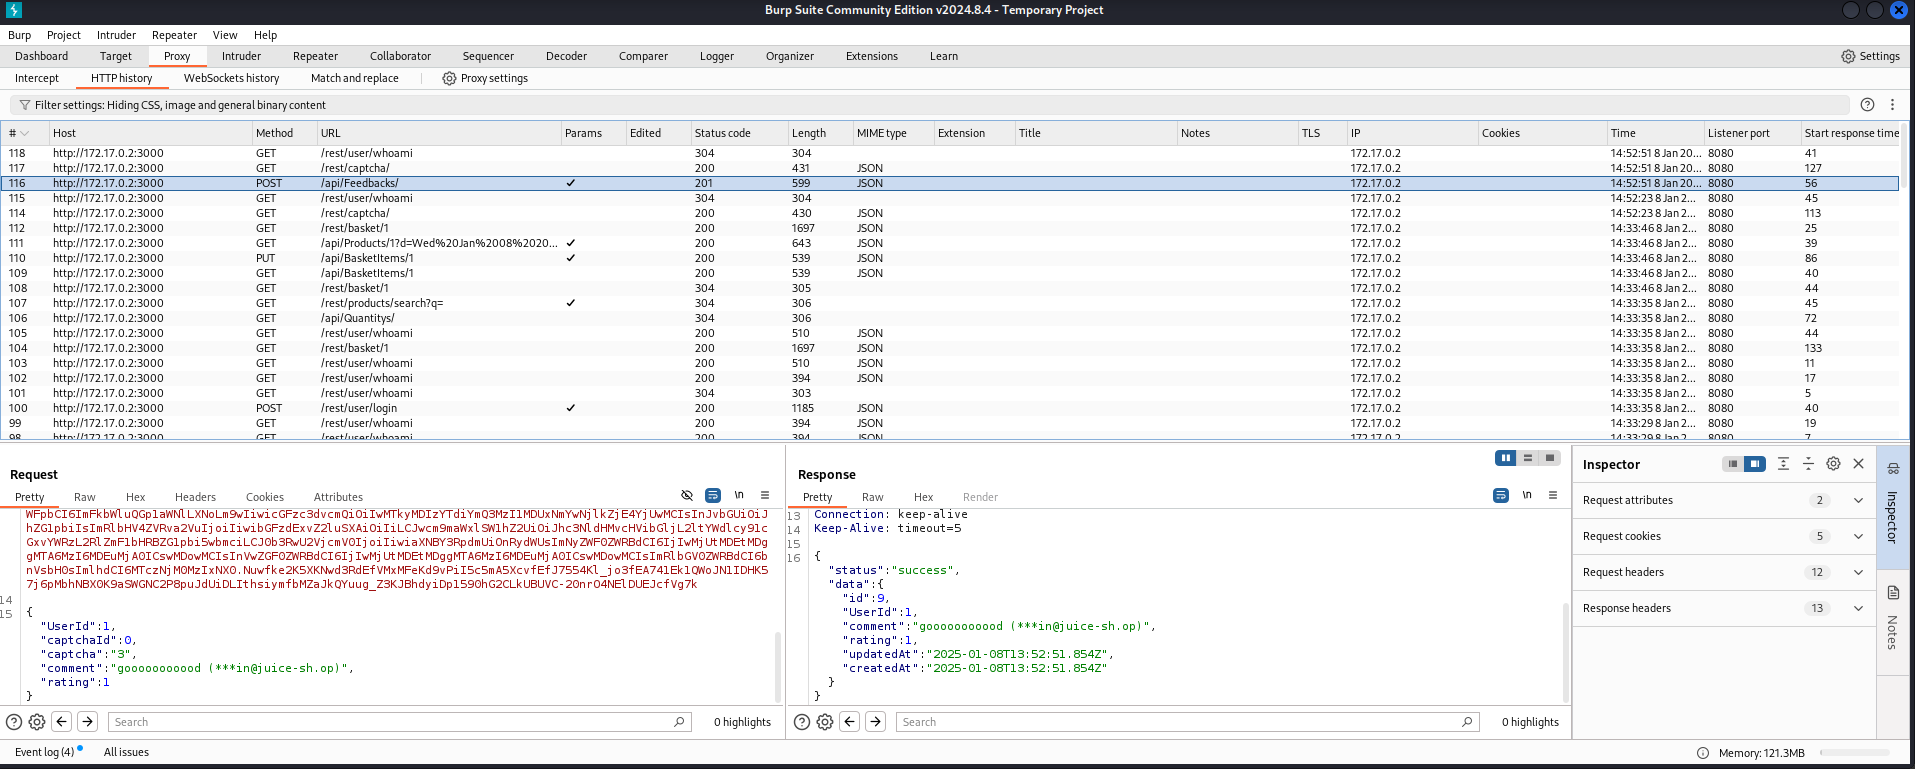 Burp Suite Community Edition v2024.8.4 - Temporary Project
Burp Project Intruder Repeater View Help
Dashboard Target Proxy Intruder Repeater Collaborator Sequencer Decoder Comparer Logger Organizer Extensions Learn Settings
Intercept HTTP history WebSockets history Match and replace Proxy settings
Filter settings: Hiding CSS, image and general binary content
# Host Method URL Params Edited Status code Length MIME type Extension Title Notes TLS IP Cookies Time Listener port Start response time
118 http://172.17.0.2:3000 GET /rest/user/whoami 304 304 172.17.0.2 14:52:51 8 Jan 20... 8080 41
117 http://172.17.0.2:3000 GET /rest/captcha/ 200 431 JSON 172.17.0.2 14:52:51 8 Jan 20... 8080 127
116 http://172.17.0.2:3000 POST /api/Feedbacks/ ✓ 201 599 JSON 172.17.0.2 14:52:51 8 Jan 20... 8080 56
115 http://172.17.0.2:3000 GET /rest/user/whoami 304 304 172.17.0.2 14:52:23 8 Jan 2... 8080 45
114 http://172.17.0.2:3000 GET /rest/captcha/ 200 430 JSON 172.17.0.2 14:52:23 8 Jan 2... 8080 113
112 http://172.17.0.2:3000 GET /rest/basket/1 200 1697 JSON 172.17.0.2 14:33:46 8 Jan 2... 8080 25
111 http://172.17.0.2:3000 GET /api/Products/1?d=Wed%20Jan%2008%2020... ✓ 200 643 JSON 172.17.0.2 14:33:46 8 Jan 2... 8080 39
110 http://172.17.0.2:3000 PUT /api/BasketItems/1 ✓ 200 539 JSON 172.17.0.2 14:33:46 8 Jan 2... 8080 86
109 http://172.17.0.2:3000 GET /api/BasketItems/1 200 539 JSON 172.17.0.2 14:33:46 8 Jan 2... 8080 40
108 http://172.17.0.2:3000 GET /rest/basket/1 304 305 172.17.0.2 14:33:46 8 Jan 2... 8080 44
107 http://172.17.0.2:3000 GET /rest/products/search?q= ✓ 304 306 172.17.0.2 14:33:35 8 Jan 2... 8080 45
106 http://172.17.0.2:3000 GET /api/Quantitys/ 304 306 172.17.0.2 14:33:35 8 Jan 2... 8080 72
105 http://172.17.0.2:3000 GET /rest/user/whoami 200 510 JSON 172.17.0.2 14:33:35 8 Jan 2... 8080 44
104 http://172.17.0.2:3000 GET /rest/basket/1 200 1697 JSON 172.17.0.2 14:33:35 8 Jan 2... 8080 133
103 http://172.17.0.2:3000 GET /rest/user/whoami 200 510 JSON 172.17.0.2 14:33:35 8 Jan 2... 8080 11
102 http://172.17.0.2:3000 GET /rest/user/whoami 200 394 JSON 172.17.0.2 14:33:35 8 Jan 2... 8080 17
101 http://172.17.0.2:3000 GET /rest/user/whoami 304 303 172.17.0.2 14:33:35 8 Jan 2... 8080 5
100 http://172.17.0.2:3000 POST /rest/user/login ✓ 200 1185 JSON 172.17.0.2 14:33:35 8 Jan 2... 8080 40
99 http://172.17.0.2:3000 GET /rest/user/whoami 200 394 JSON 172.17.0.2 14:33:29 8 Jan 2... 8080 19
98 http://172.17.0.2:3000 GET /rest/user/whoami 200 394 JSON 172.17.0.2 14:33:29 8 Jan 2... 8080 7
Request
Pretty Raw Hex Headers Cookies Attributes \n
14
15 {
"UserId":1,
"captchaId":0,
"captcha":"3",
"comment":"gooooooooood (***in@juice-sh.op)",
"rating":1
}
Search 0 highlights
Response
Pretty Raw Hex Render \n
13 Connection: keep-alive
14 Keep-Alive: timeout=5
15
16 {
"status":"success",
"data":{
"id":9,
"UserId":1,
"comment":"gooooooooood (***in@juice-sh.op)",
"rating":1,
"updatedAt":"2025-01-08T13:52:51.854Z",
"createdAt":"2025-01-08T13:52:51.854Z"
}
}
Search 0 highlights
Inspector
Request attributes 2
Request cookies 5
Request headers 12
Response headers 13
Inspector
Notes
Event log (4) All issues Memory: 121.3MB